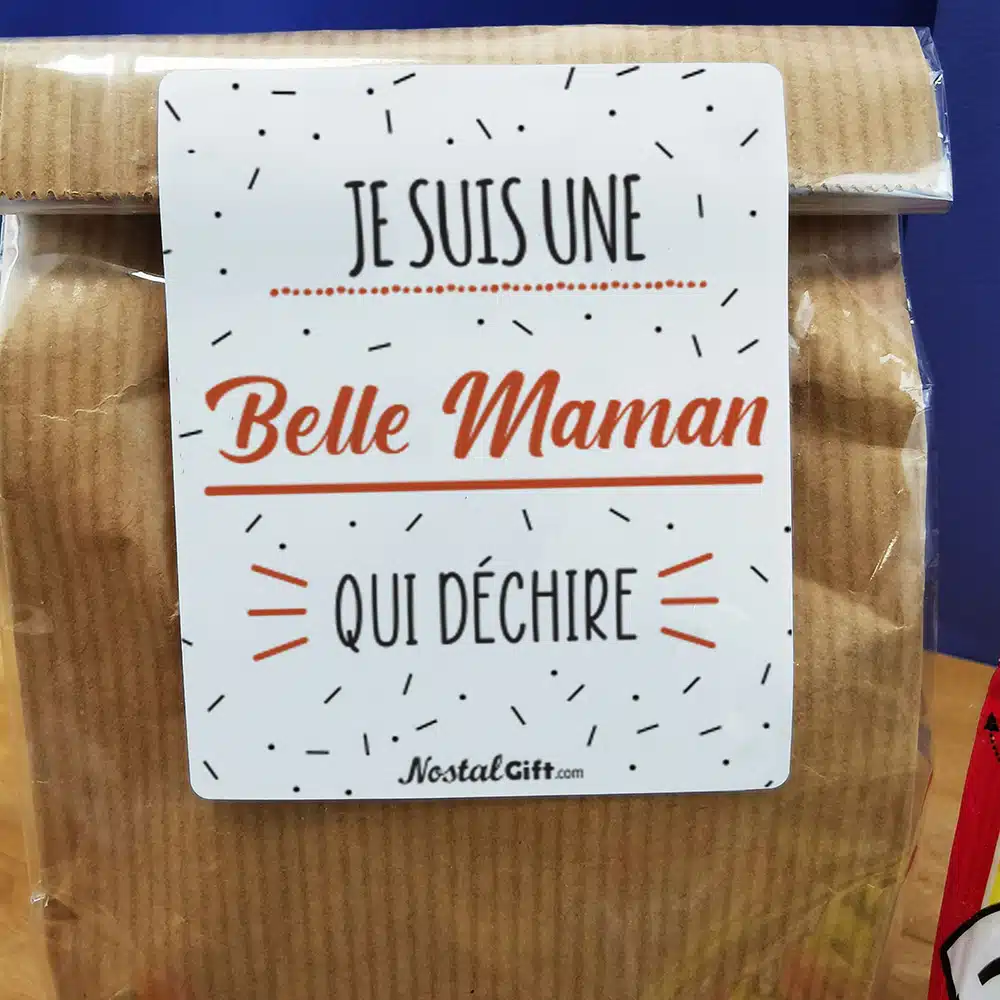 JE SUIS UNE
Belle Maman
QUI DÉCHIRE
NostalGift.com